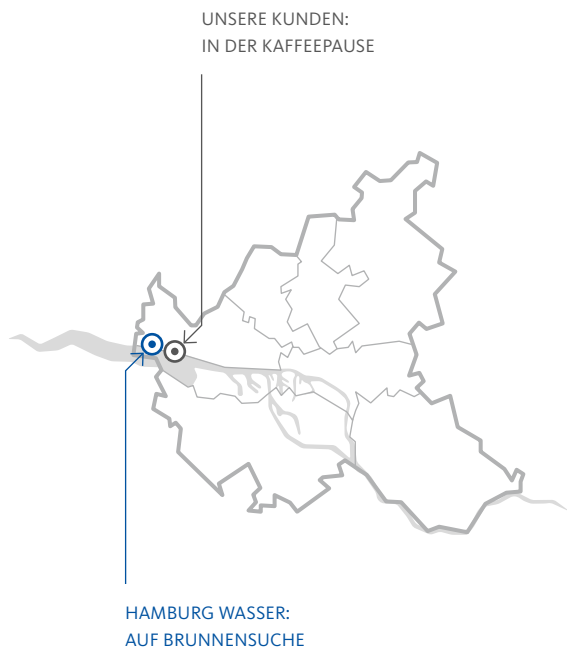 UNSERE KUNDEN:
IN DER KAFFEEPAUSE
HAMBURG WASSER:
AUF BRUNNENSUCHE